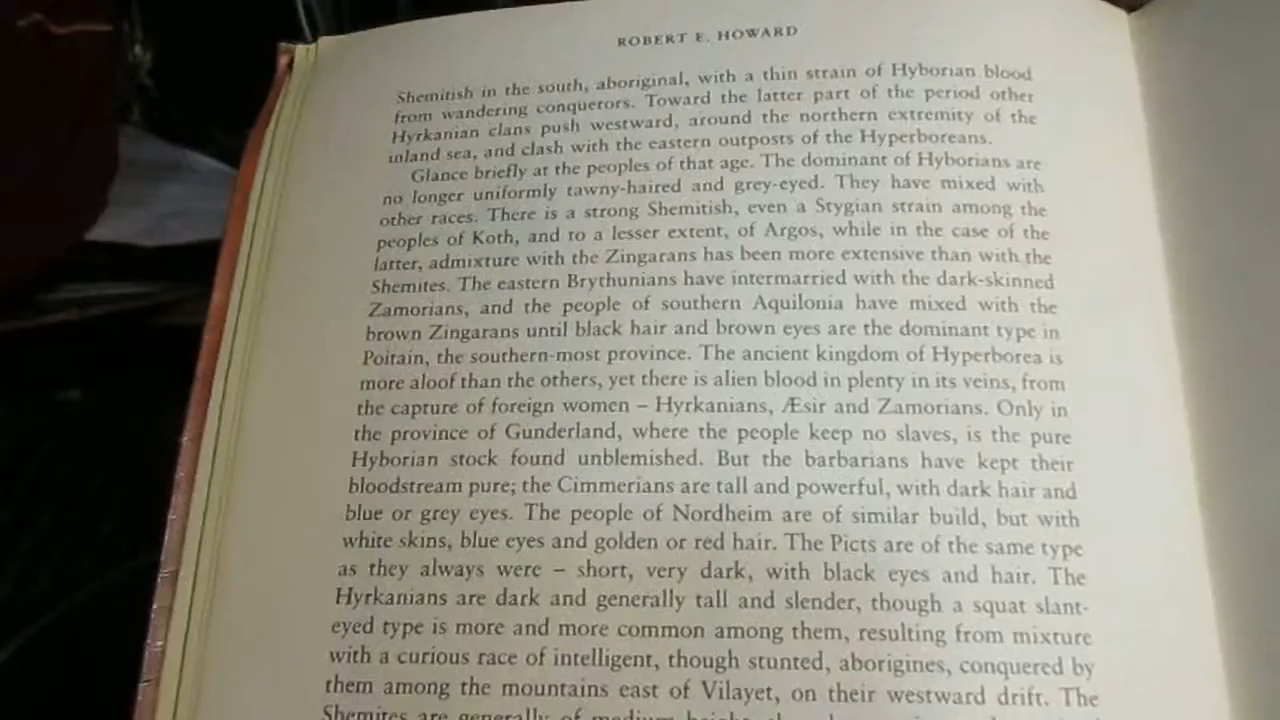 ROBERT E. HOWARD
Shemitish in the south, aboriginal, with a thin strain of Hyborian blood
from wandering conquerors. Toward the latter part of the period other
Hyrkanian clans push westward, around the northern extremity of the
inland sea, and clash with the eastern outposts of the Hyperboreans.
Glance briefly at the peoples of that age. The dominant of Hyborians are
no longer uniformly tawny-haired and grey-eyed. They have mixed with
other races. There is a strong Shemitish, even a Stygian strain among the
peoples of Koth, and to a lesser extent, of Argos, while in the case of the
latter, admixture with the Zingarans has been more extensive than with the
Shemites. The eastern Brythunians have intermarried with the dark-skinned
Zamorians, and the people of southern Aquilonia have mixed with the
brown Zingarans until black hair and brown eyes are the dominant type in
Poitain, the southern-most province. The ancient kingdom of Hyperborea is
more aloof than the others, yet there is alien blood in plenty in its veins, from
the capture of foreign women – Hyrkanians, Æsir and Zamorians. Only in
the province of Gunderland, where the people keep no slaves, is the pure
Hyborian stock found unblemished. But the barbarians have kept their
bloodstream pure; the Cimmerians are tall and powerful, with dark hair and
blue or grey eyes. The people of Nordheim are of similar build, but with
white skins, blue eyes and golden or red hair. The Picts are of the same type
as they always were – short, very dark, with black eyes and hair. The
Hyrkanians are dark and generally tall and slender, though a squat slant-
eyed type is more and more common among them, resulting from mixture
with a curious race of intelligent, though stunted, aborigines, conquered by
them among the mountains east of Vilayet, on their westward drift. The
Shemites are generally of medium height,